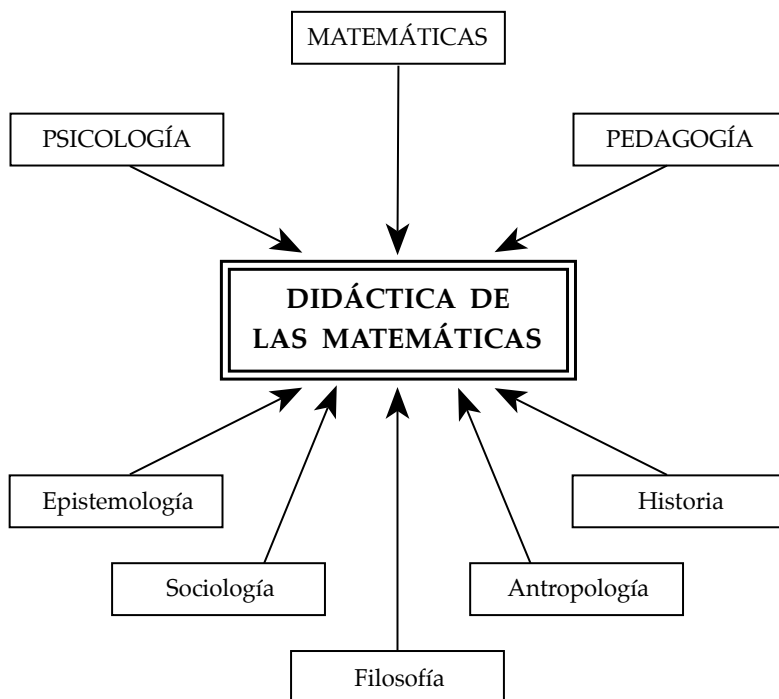 MATEMÁTICAS
PSICOLOGÍA
PEDAGOGÍA
DIDÁCTICA DE
LAS MATEMÁTICAS
Epistemología
Historia
Sociología
Antropología
Filosofía